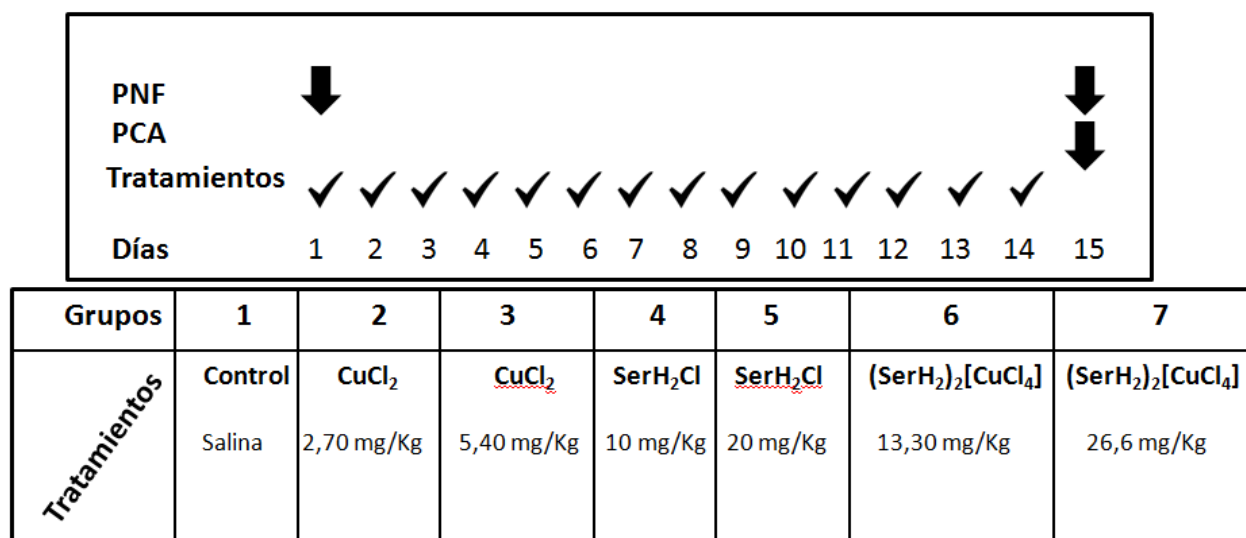 PNF
PCA
Tratamientos
Días 1 2 3 4 5 6 7 8 9 10 11 12 13 14 15
Grupos 1 2 3 4 5 6 7
Tratamientos
Control CuCl₂ CuCl₂ SerH₂Cl SerH₂Cl (SerH₂)₂[CuCl₄] (SerH₂)₂[CuCl₄]
Salina 2,70 mg/Kg 5,40 mg/Kg 10 mg/Kg 20 mg/Kg 13,30 mg/Kg 26,6 mg/Kg